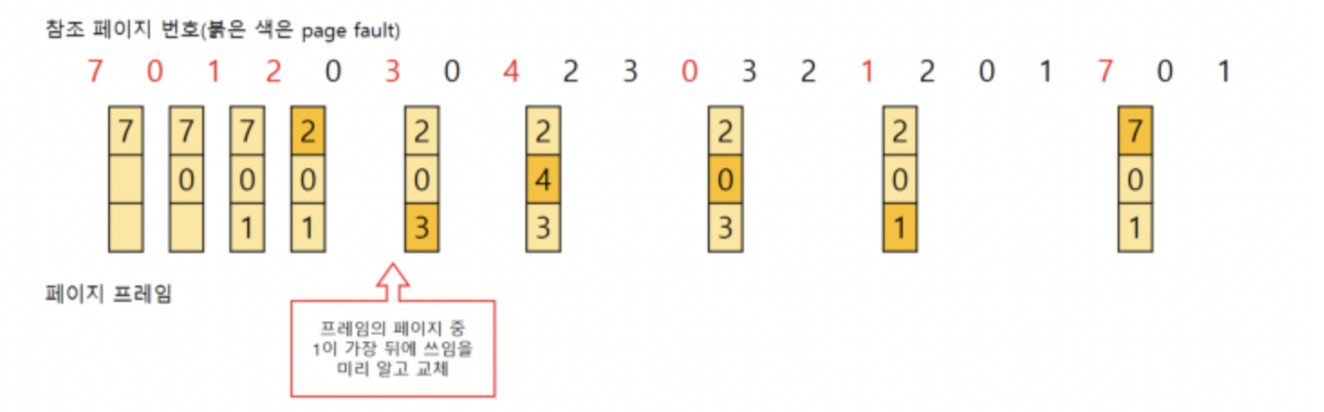 참조 페이지 번호(붉은 색은 page fault)
7 0 1 2 0 3 0 4 2 3 0 3 2 1 2 0 1 7 0 1
7 7 7 2 2 2 2 2 7
0 0 0 0 4 0 0 0
1 1 3 3 3 1 1
페이지 프레임
프레임의 페이지 중
1이 가장 뒤에 쓰임을
미리 알고 교체